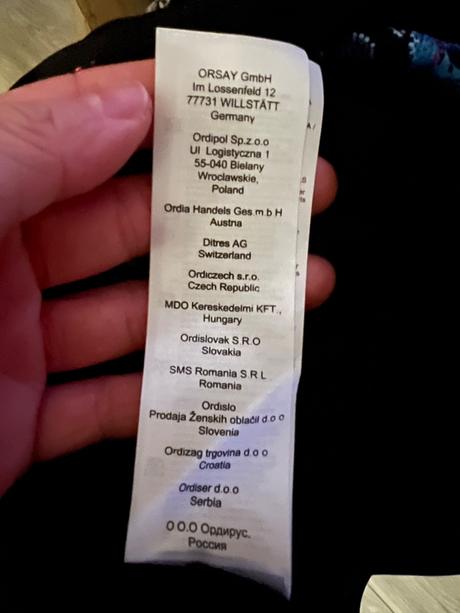 ORSAY GmbH
Im Lossenfeld 12
77731 WILLSTÄTT
Germany
Ordipol Sp.z.o.o
Ul Logistyczna 1
55-040 Bielany
Wroclawskie,
Poland
Ordia Handels Ges.m.b H
Austria
Ditres AG
Switzerland
Ordiczech s.r.o.
Czech Republic
MDO Kereskedelmi KFT.,
Hungary
Ordislovak S.R.O
Slovakia
SMS Romania S.R.L
Romania
Ordislo
Prodaja Ženskih oblačil d.o.o
Slovenia
Ordizag trgovina d.o.o
Croatia
Ordiser d.o.o
Serbia
О О.О Ордирус.
Россия